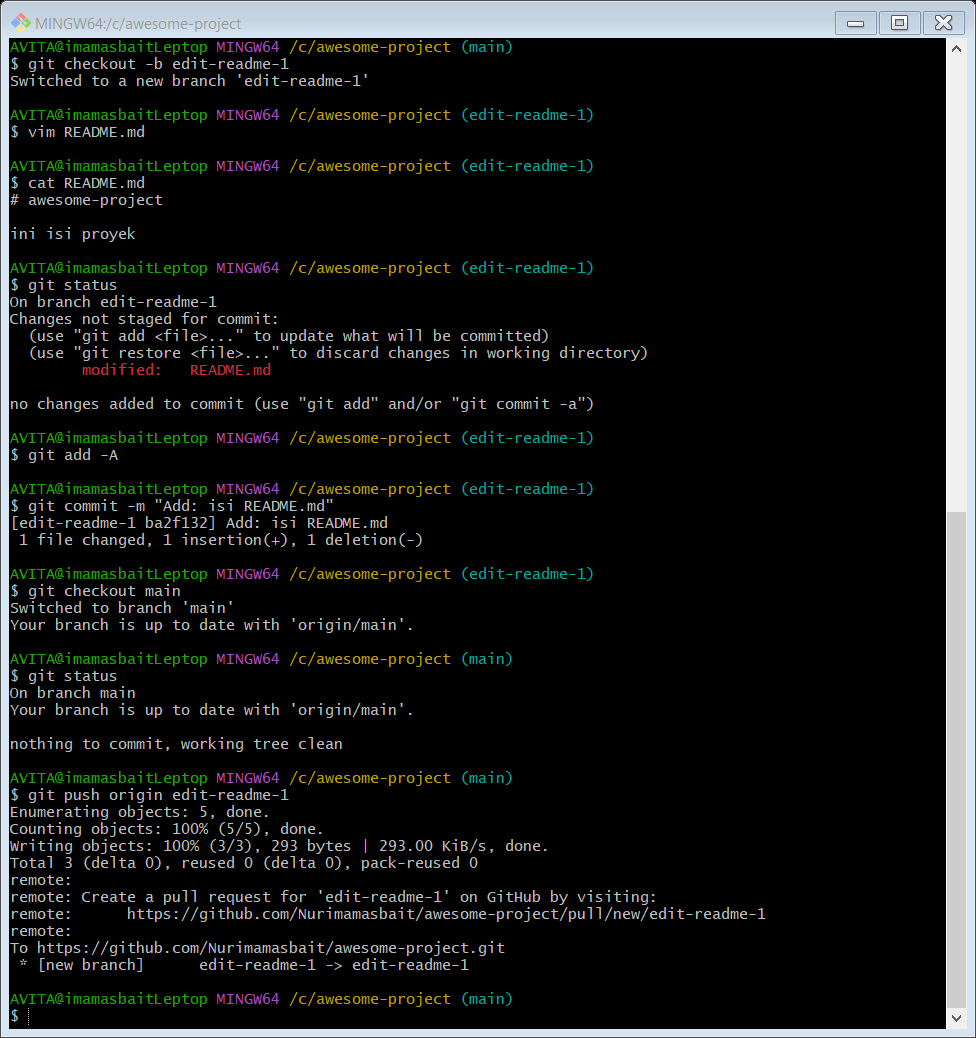 MINGW64:/c/awesome-project
AVITA@imamasbaitLeptop MINGW64 /c/awesome-project (main)
$ git checkout -b edit-readme-1
Switched to a new branch 'edit-readme-1'
AVITA@imamasbaitLeptop MINGW64 /c/awesome-project (edit-readme-1)
$ vim README.md
AVITA@imamasbaitLeptop MINGW64 /c/awesome-project (edit-readme-1)
$ cat README.md
# awesome-project
ini isi proyek
AVITA@imamasbaitLeptop MINGW64 /c/awesome-project (edit-readme-1)
$ git status
On branch edit-readme-1
Changes not staged for commit:
  (use "git add <file>..." to update what will be committed)
  (use "git restore <file>..." to discard changes in working directory)
        modified:   README.md
no changes added to commit (use "git add" and/or "git commit -a")
AVITA@imamasbaitLeptop MINGW64 /c/awesome-project (edit-readme-1)
$ git add -A
AVITA@imamasbaitLeptop MINGW64 /c/awesome-project (edit-readme-1)
$ git commit -m "Add: isi README.md"
[edit-readme-1 ba2f132] Add: isi README.md
 1 file changed, 1 insertion(+), 1 deletion(-)
AVITA@imamasbaitLeptop MINGW64 /c/awesome-project (edit-readme-1)
$ git checkout main
Switched to branch 'main'
Your branch is up to date with 'origin/main'.
AVITA@imamasbaitLeptop MINGW64 /c/awesome-project (main)
$ git status
On branch main
Your branch is up to date with 'origin/main'.
nothing to commit, working tree clean
AVITA@imamasbaitLeptop MINGW64 /c/awesome-project (main)
$ git push origin edit-readme-1
Enumerating objects: 5, done.
Counting objects: 100% (5/5), done.
Writing objects: 100% (3/3), 293 bytes | 293.00 KiB/s, done.
Total 3 (delta 0), reused 0 (delta 0), pack-reused 0
remote:
remote: Create a pull request for 'edit-readme-1' on GitHub by visiting:
remote:      https://github.com/Nurimamasbait/awesome-project/pull/new/edit-readme-1
remote:
To https://github.com/Nurimamasbait/awesome-project.git
 * [new branch]      edit-readme-1 -> edit-readme-1
AVITA@imamasbaitLeptop MINGW64 /c/awesome-project (main)
$